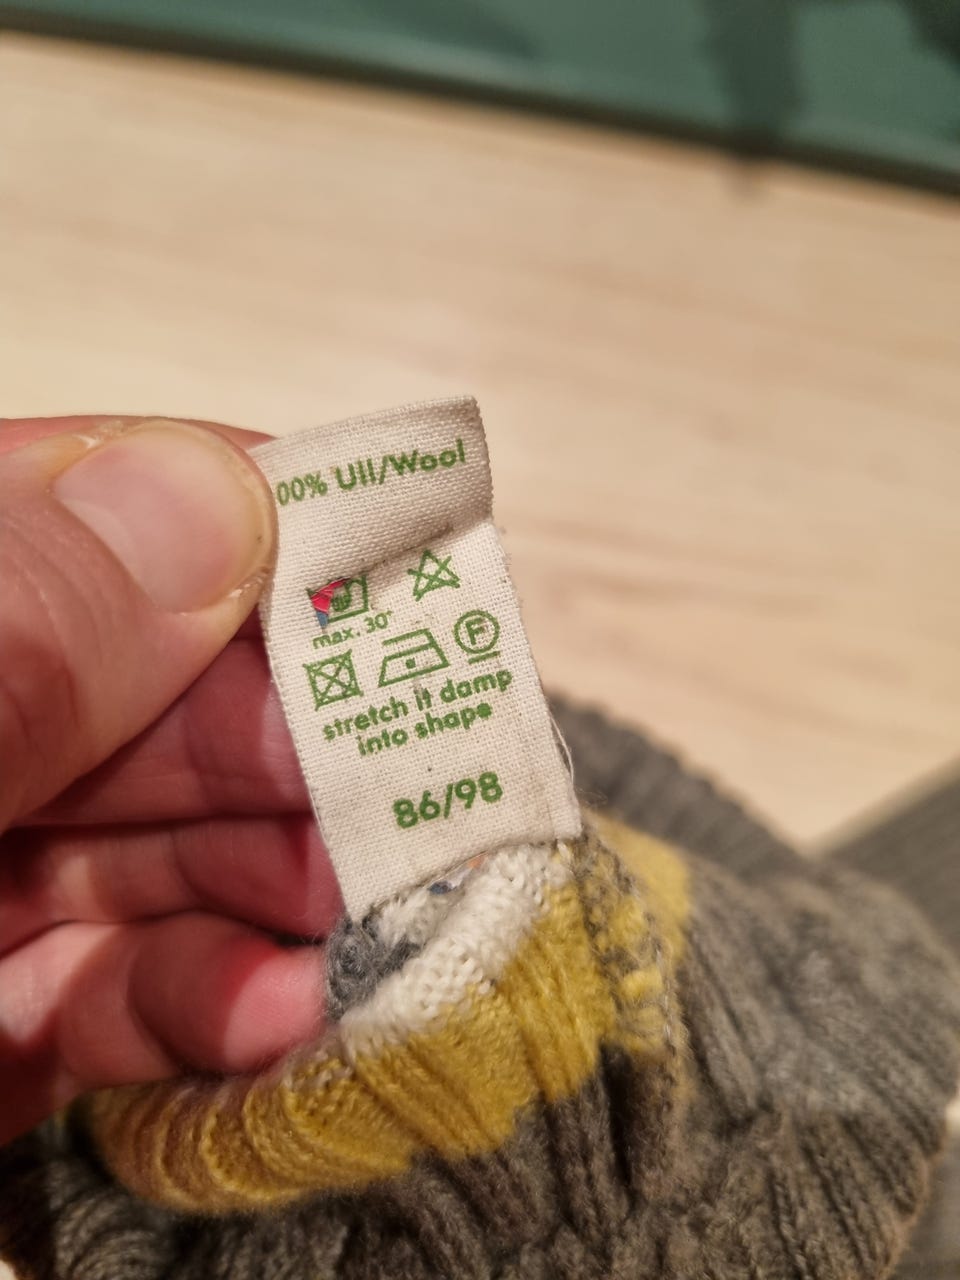 00% Ull/Wool
max. 30°
F
stretch it damp
into shape
86/98